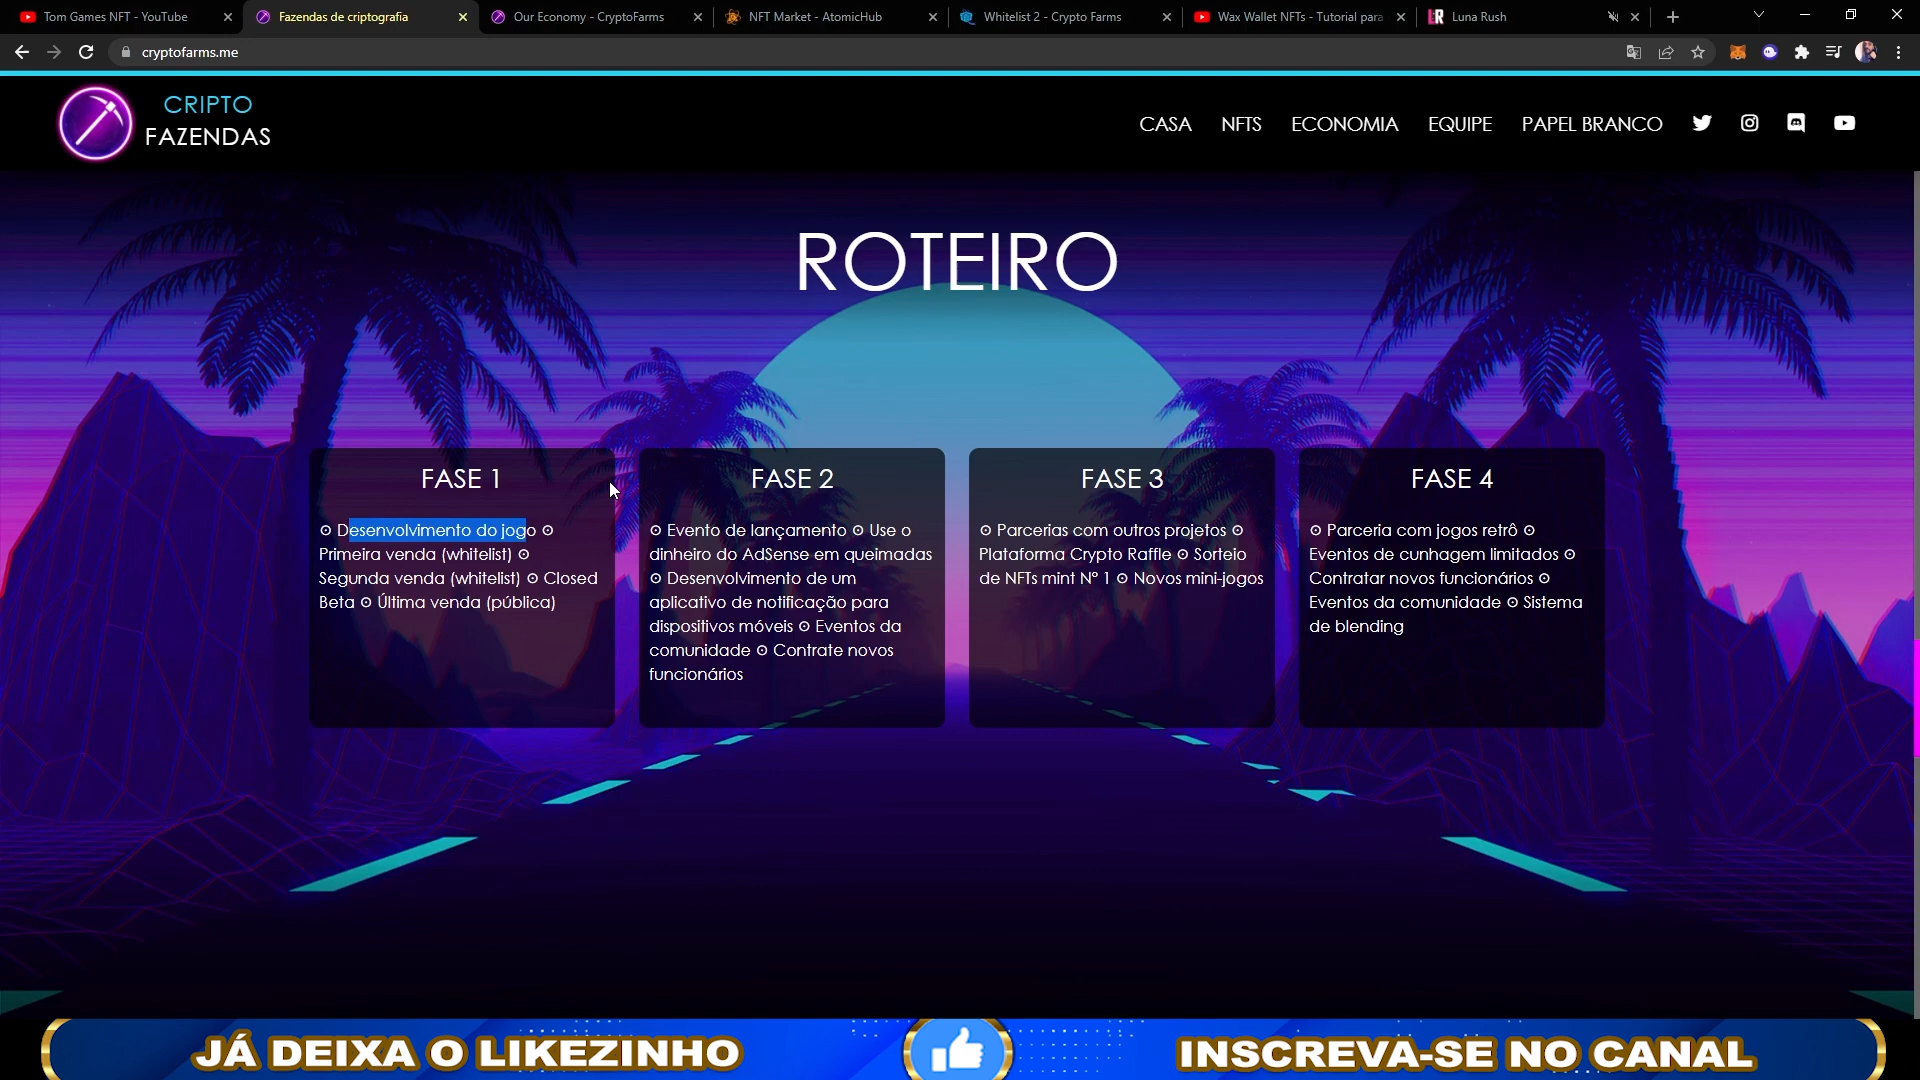 Tom Games NFT - YouTube
Fazendas de criptografia
Our Economy - CryptoFarms
NFT Market - AtomicHub
Whitelist 2 - Crypto Farms
Wax Wallet NFTs - Tutorial para
Luna Rush
cryptofarms.me
CRIPTO
FAZENDAS
CASA
NFTS
ECONOMIA
EQUIPE
PAPEL BRANCO
ROTEIRO
FASE 1
⊙ Desenvolvimento do jogo ⊙
Primeira venda (whitelist) ⊙
Segunda venda (whitelist) ⊙ Closed
Beta ⊙ Última venda (pública)
FASE 2
⊙ Evento de lançamento ⊙ Use o
dinheiro do AdSense em queimadas
⊙ Desenvolvimento de um
aplicativo de notificação para
dispositivos móveis ⊙ Eventos da
comunidade ⊙ Contrate novos
funcionários
FASE 3
⊙ Parcerias com outros projetos ⊙
Plataforma Crypto Raffle ⊙ Sorteio
de NFTs mint Nº 1 ⊙ Novos mini-jogos
FASE 4
⊙ Parceria com jogos retrô ⊙
Eventos de cunhagem limitados ⊙
Contratar novos funcionários ⊙
Eventos da comunidade ⊙ Sistema
de blending
JÁ DEIXA O LIKEZINHO
INSCREVA-SE NO CANAL